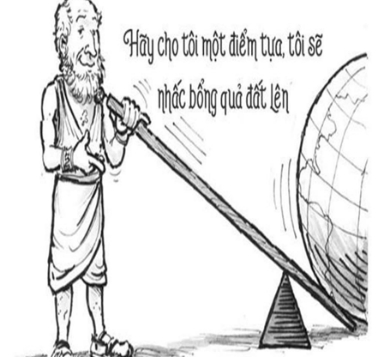 Hãy cho tôi một điểm tựa, tôi sẽ
nhấc bổng quả đất lên